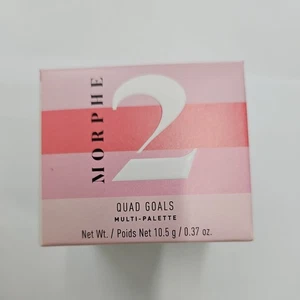 MORPHE
2
QUAD GOALS
MULTI-PALETTE
Net Wt. / Poids Net 10.5 g / 0.37 oz.